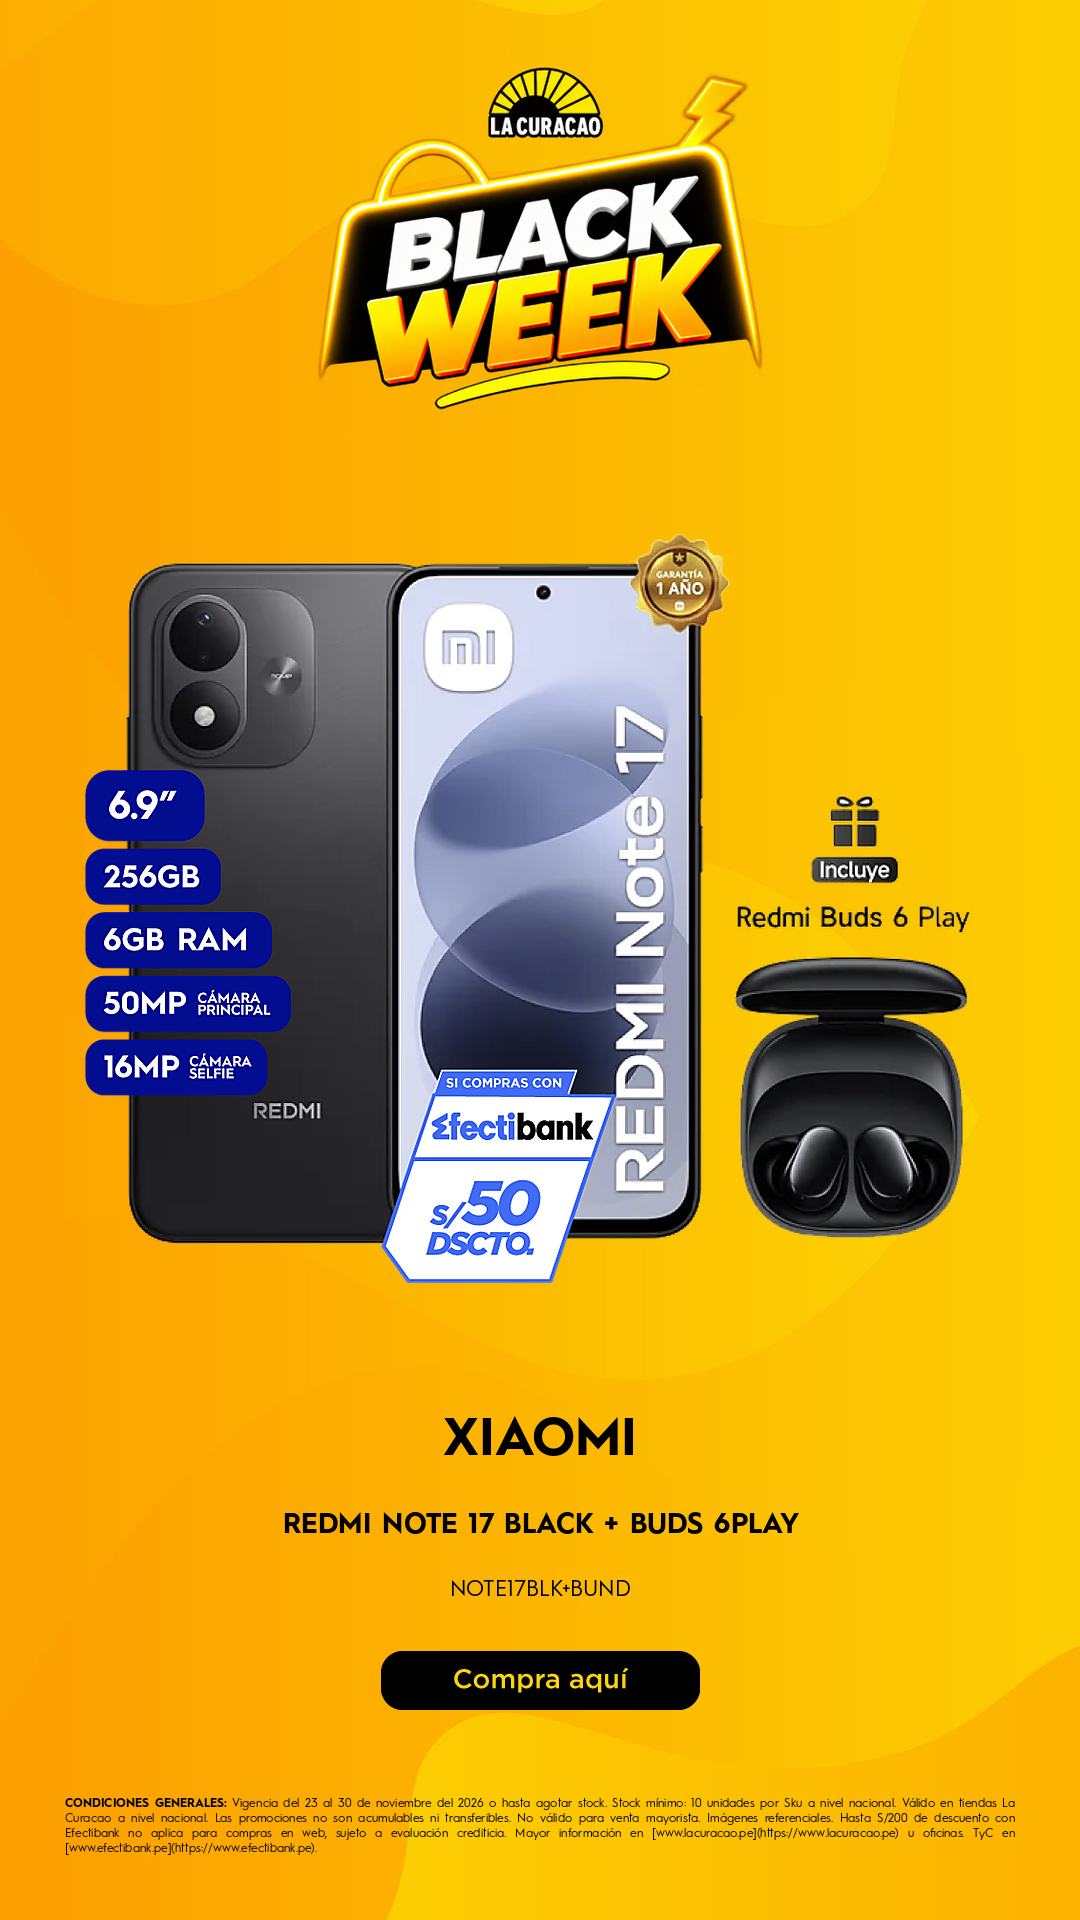 LA CURACAO
BLACK
WEEK
GARANTÍA
1 AÑO
mi
REDMI Note 17
6.9”
256GB
6GB RAM
50MP CÁMARA
PRINCIPAL
16MP CÁMARA
SELFIE
REDMI
Incluye
Redmi Buds 6 Play
SI COMPRAS CON
Efectibank
S/50
DSCTO.
XIAOMI
REDMI NOTE 17 BLACK + BUDS 6PLAY
NOTE17BLK+BUND
Compra aquí
CONDICIONES GENERALES: Vigencia del 23 al 30 de noviembre del 2026 o hasta agotar stock. Stock mínimo: 10 unidades por Sku a nivel nacional. Válido en tiendas La
Curacao a nivel nacional. Las promociones no son acumulables ni transferibles. No válido para venta mayorista. Imágenes referenciales. Hasta S/200 de descuento con
Efectibank no aplica para compras en web, sujeto a evaluación crediticia. Mayor información en [www.lacuracao.pe](https://www.lacuracao.pe) u oficinas. TyC en
[www.efectibank.pe](https://www.efectibank.pe).